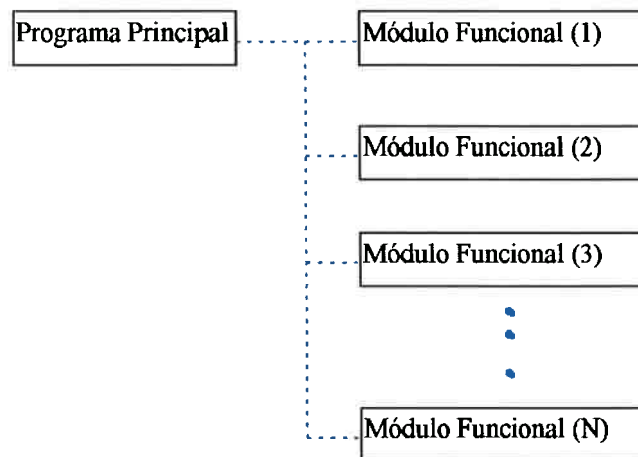 Programa Principal
Módulo Funcional (1)
Módulo Funcional (2)
Módulo Funcional (3)
Módulo Funcional (N)